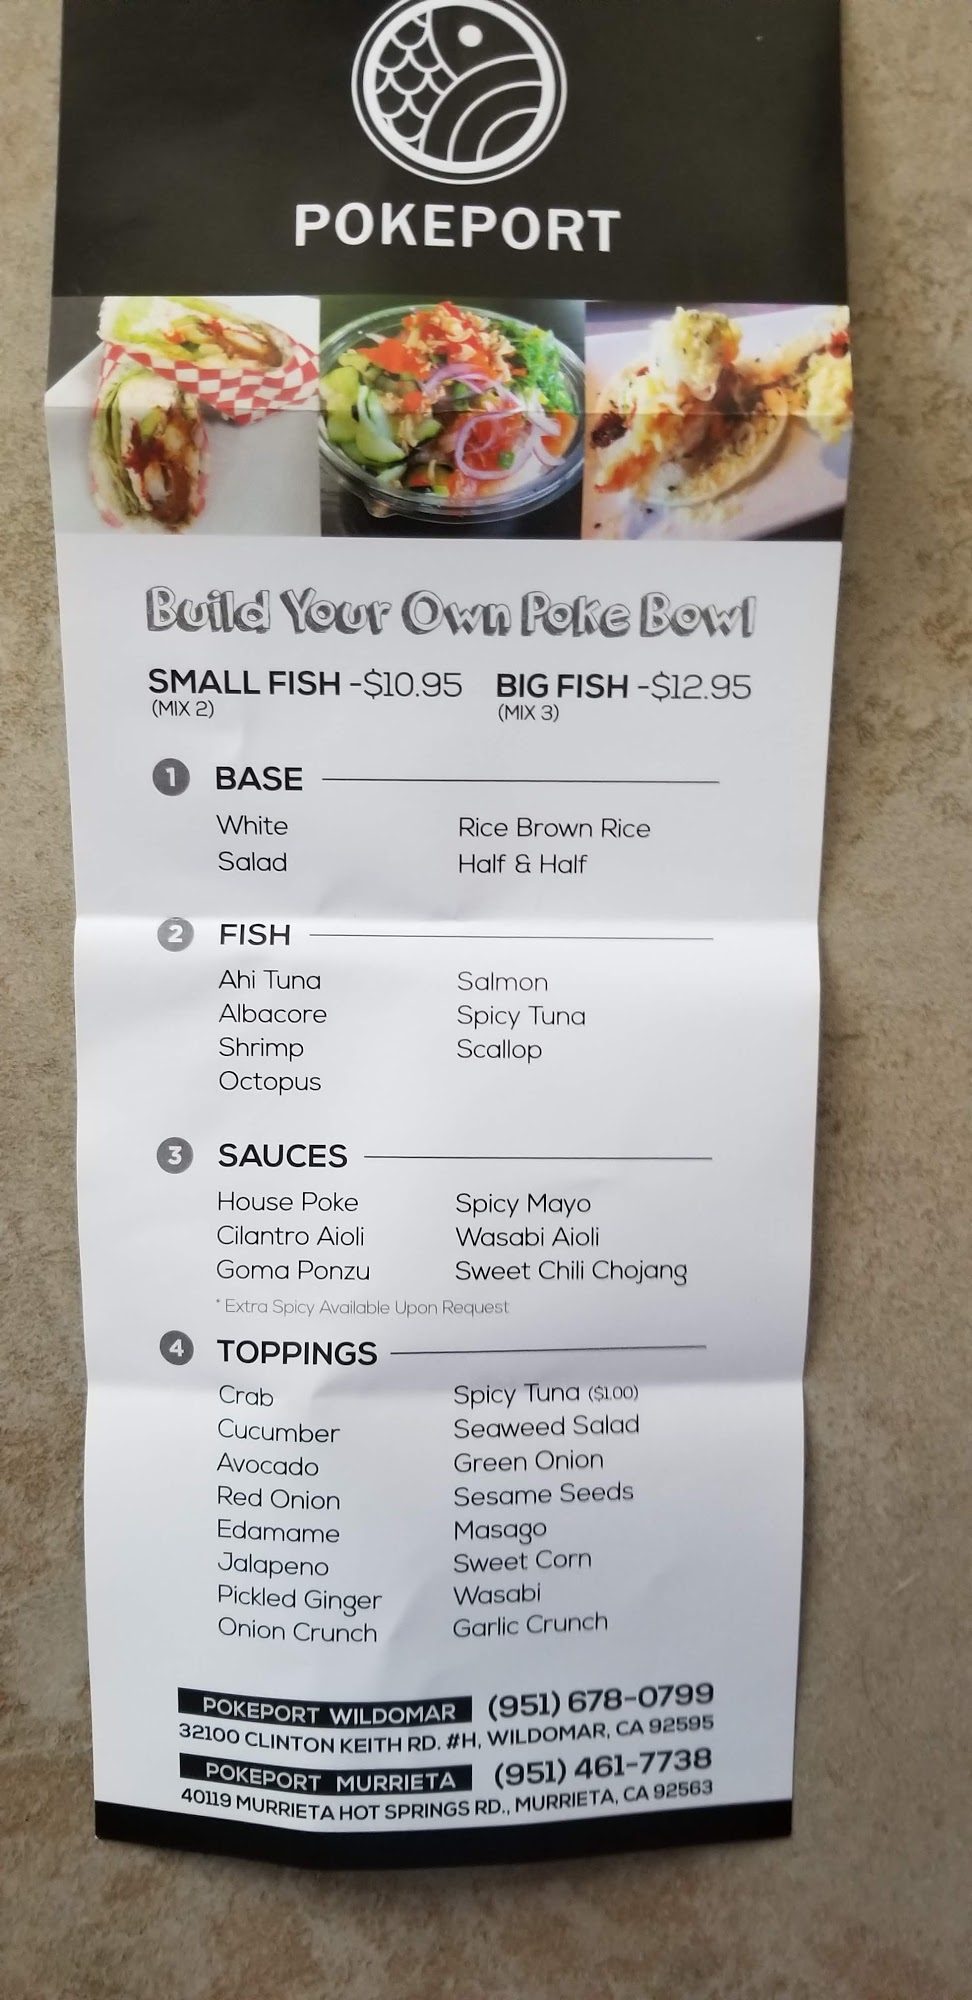 POKEPORT
Build Your Own Poke Bowl
SMALL FISH -$10.95 BIG FISH -$12.95
(MIX 2) (MIX 3)
1 BASE
White Rice Brown Rice
Salad Half & Half
2 FISH
Ahi Tuna Salmon
Albacore Spicy Tuna
Shrimp Scallop
Octopus
3 SAUCES
House Poke Spicy Mayo
Cilantro Aioli Wasabi Aioli
Goma Ponzu Sweet Chili Chojang
* Extra Spicy Available Upon Request
4 TOPPINGS
Crab Spicy Tuna ($1.00)
Cucumber Seaweed Salad
Avocado Green Onion
Red Onion Sesame Seeds
Edamame Masago
Jalapeno Sweet Corn
Pickled Ginger Wasabi
Onion Crunch Garlic Crunch
POKEPORT WILDOMAR (951) 678-0799
32100 CLINTON KEITH RD. #H, WILDOMAR, CA 92595
POKEPORT MURRIETA (951) 461-7738
40119 MURRIETA HOT SPRINGS RD., MURRIETA, CA 92563